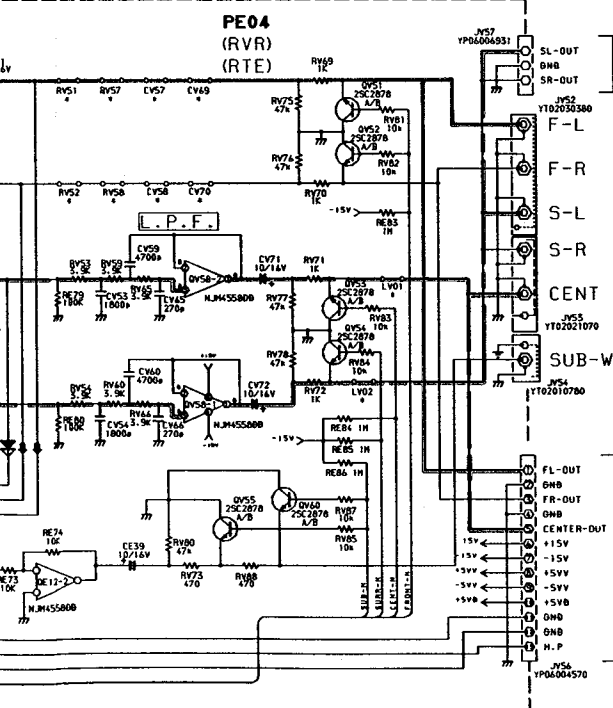 PE04
(RVR)
(RTE)
JV57
YP06006931
SL-OUT
GND
SR-OUT
JV52
YT02030380
F-L
F-R
S-L
S-R
CENT
JV53
YT02021070
SUB-W
JV54
YT02010780
RV51
RV57
CV57
CV69
RV69
1K
QV51
2SC2878
A/B
RV75
47k
RV81
10k
QV52
2SC2878
A/B
RV76
47k
RV82
10k
RV52
RV58
CV58
CV70
RV70
1K
-15V
RE83
1M
L.P.F.
CV59
4700p
RV53
3.9K
RV59
3.9K
RE79
100K
CV53
1800p
RV65
3.9K
CV65
270p
QV58-2
NJM4558DD
CV71
10/16V
RV71
1K
RV77
47k
QV53
2SC2878
A/B
RV83
10k
LV01
QV54
2SC2878
A/B
RV78
47k
RV84
10k
RV72
1K
LV02
CV60
4700p
+15V
RV54
3.9K
RV60
3.9K
RE80
100K
CV54
1800p
RV66
3.9K
CV66
270p
QV58-1
NJM4558DD
-15V
CV72
10/16V
-15V
RE84 1M
RE85 1M
RE86 1M
QV55
2SC2878
A/B
QV60
2SC2878
A/B
RV87
10k
RV85
10K
RV80
47k
RV73
470
RV88
470
RE74
10K
RE73
10K
QE12-2
NJM4558DD
CE39
10/16V
SUB-M
SURR-M
CENT-M
FRONT-M
FL-OUT
GND
FR-OUT
GND
CENTER-OUT
15V
+15V
-15V
-15V
+5VV
+5VV
-5VV
-5VV
+5VD
+5VD
GND
GND
H.P
JV56
YP06004570